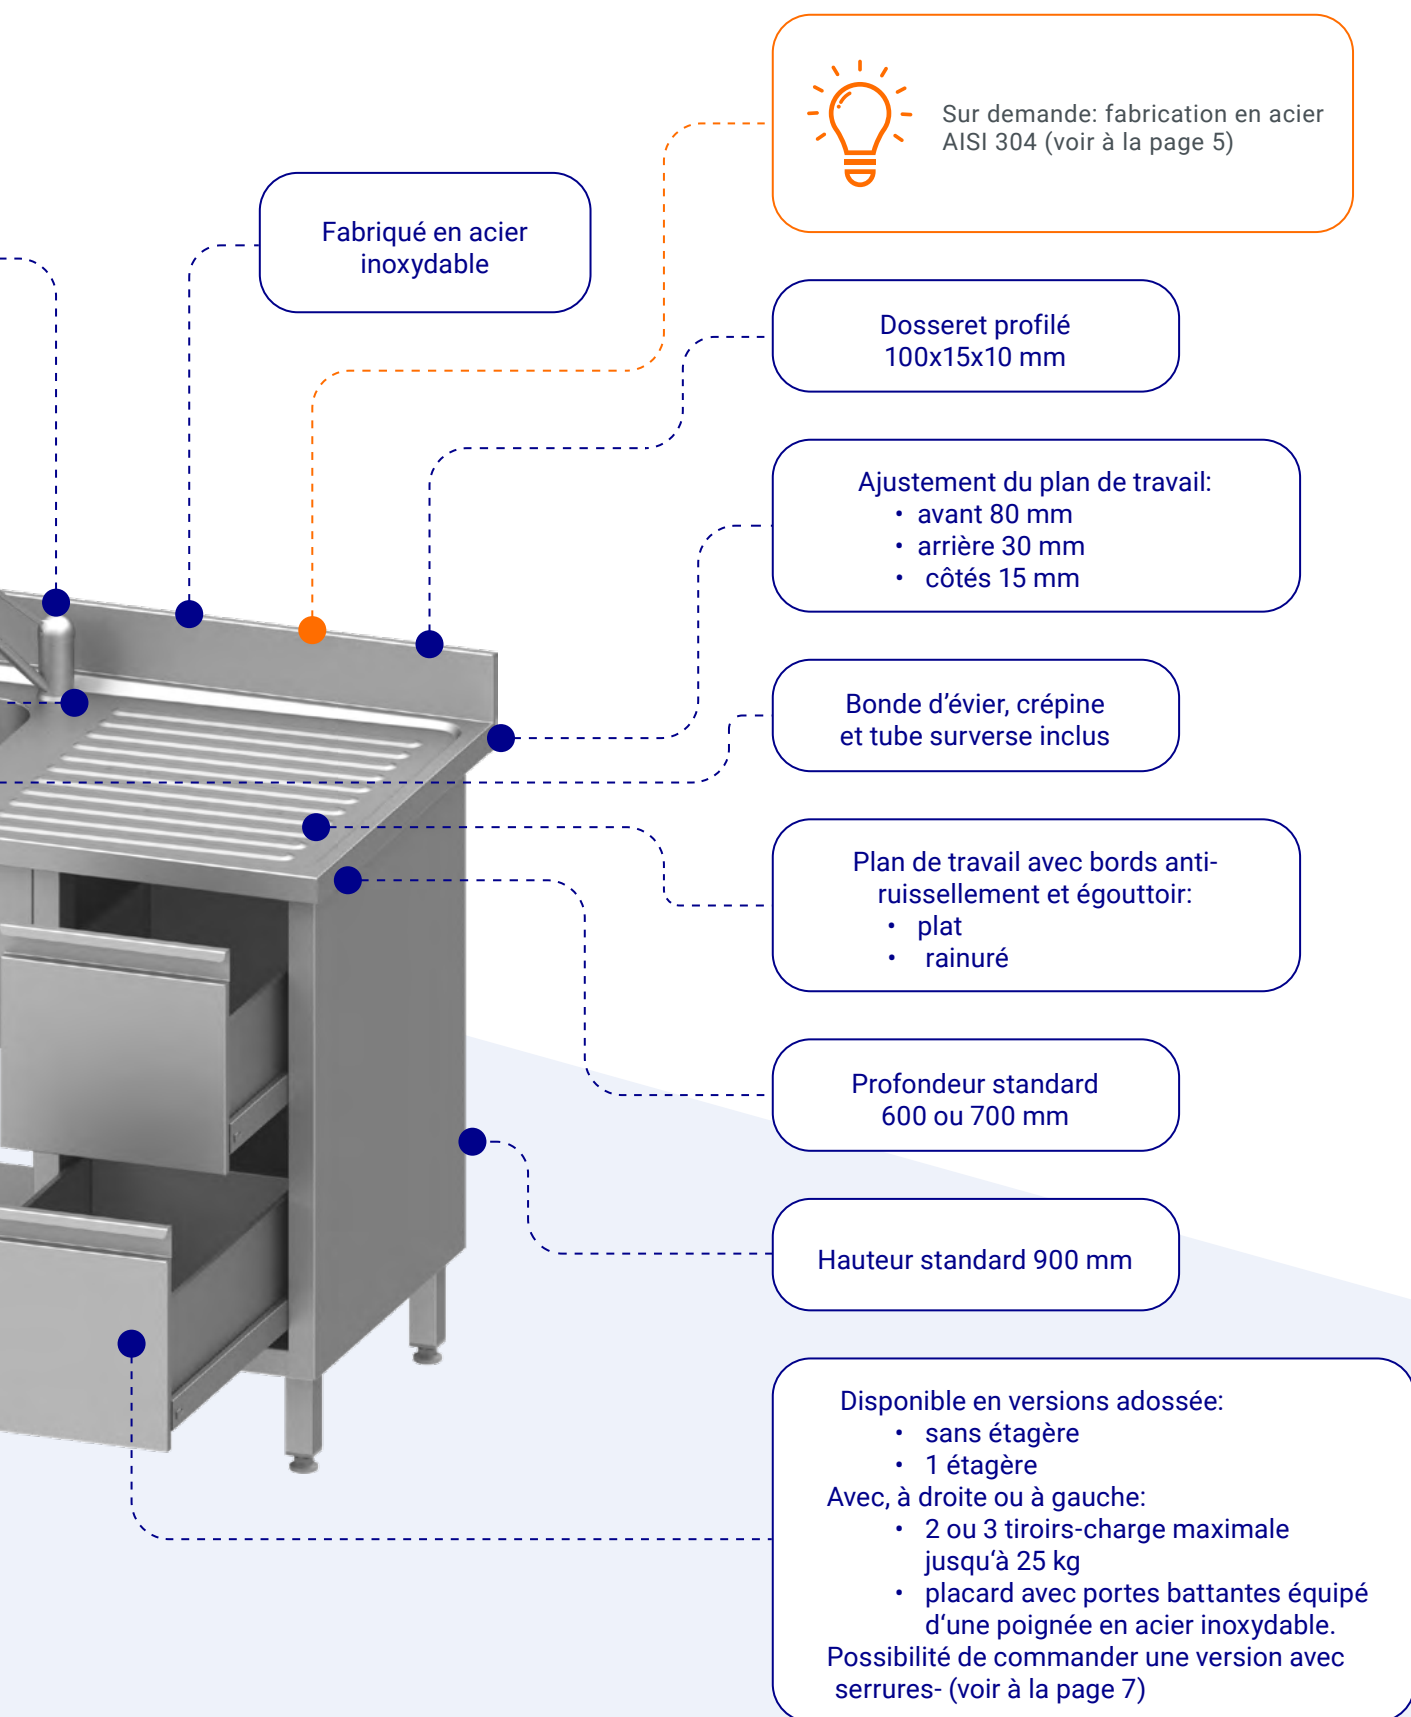 Sur demande: fabrication en acier
AISI 304 (voir à la page 5)
Fabriqué en acier
inoxydable
Dosseret profilé
100x15x10 mm
Ajustement du plan de travail:
• avant 80 mm
• arrière 30 mm
• côtés 15 mm
Bonde d’évier, crépine
et tube surverse inclus
Plan de travail avec bords anti-
ruissellement et égouttoir:
• plat
• rainuré
Profondeur standard
600 ou 700 mm
Hauteur standard 900 mm
Disponible en versions adossée:
• sans étagère
• 1 étagère
Avec, à droite ou à gauche:
• 2 ou 3 tiroirs-charge maximale
jusqu‘à 25 kg
• placard avec portes battantes équipé
d‘une poignée en acier inoxydable.
Possibilité de commander une version avec
serrures- (voir à la page 7)